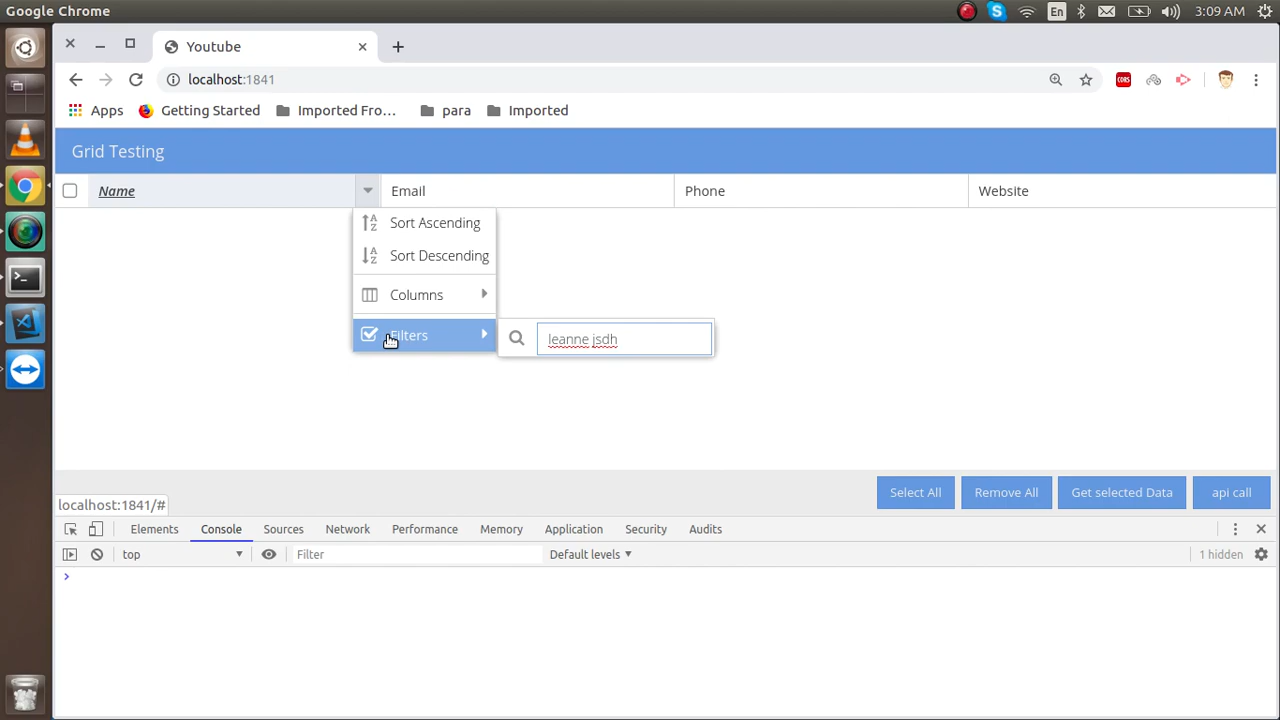 Google Chrome En 3:09 AM
Youtube
localhost:1841 CORS
Apps Getting Started Imported Fro... para Imported
Grid Testing
Name Email Phone Website
Sort Ascending
Sort Descending
Columns
Filters leanne jsdh
Select All Remove All Get selected Data api call
localhost:1841/#
Elements Console Sources Network Performance Memory Application Security Audits
top Filter Default levels 1 hidden